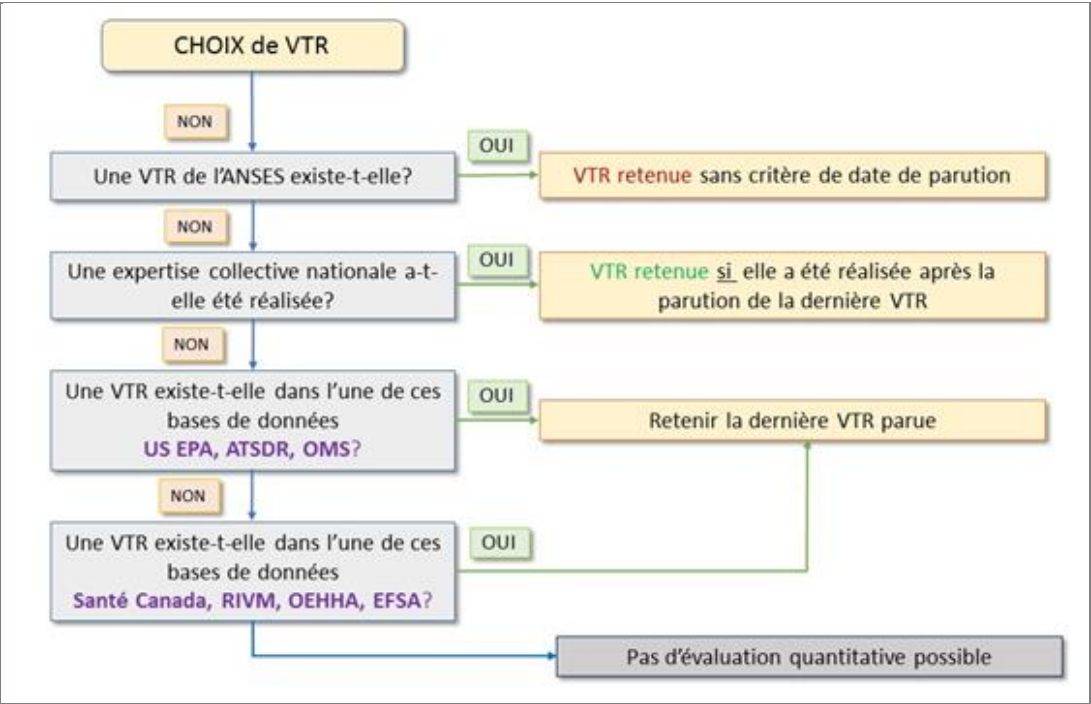 CHOIX de VTR
NON
OUI
Une VTR de l'ANSES existe-t-elle?
VTR retenue sans critère de date de parution
NON
OUI
Une expertise collective nationale a-t-
elle été réalisée?
VTR retenue si elle a été réalisée après la
parution de la dernière VTR
NON
OUI
Une VTR existe-t-elle dans l'une de ces
bases de données
US EPA, ATSDR, OMS?
Retenir la dernière VTR parue
NON
OUI
Une VTR existe-t-elle dans l'une de ces
bases de données
Santé Canada, RIVM, OEHHA, EFSA?
Pas d'évaluation quantitative possible